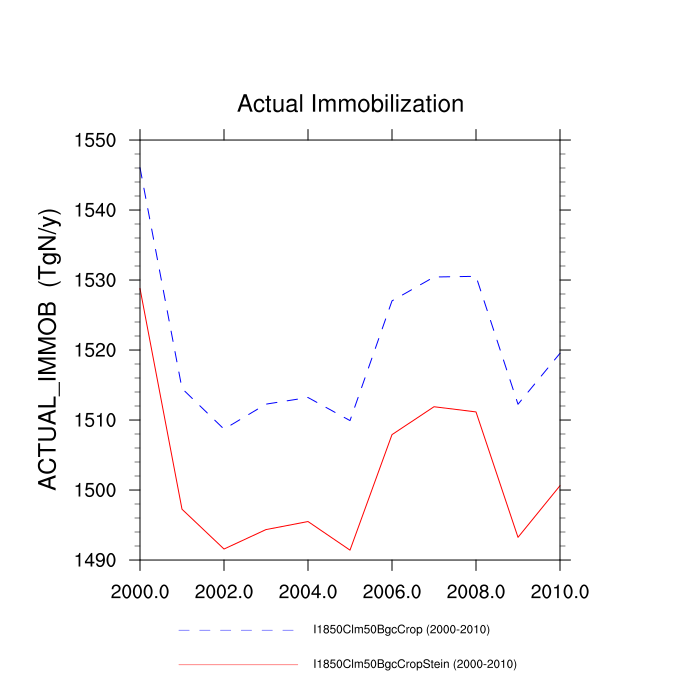 Actual Immobilization
1550
1540
1530
1520
1510
1500
1490
ACTUAL_IMMOB (TgN/y)
2000.0 2002.0 2004.0 2006.0 2008.0 2010.0
I1850Clm50BgcCrop (2000-2010)
I1850Clm50BgcCropStein (2000-2010)